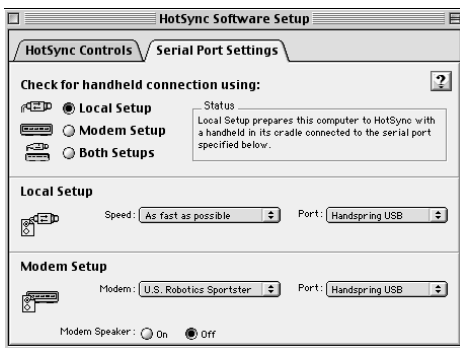 HotSync Software Setup
HotSync Controls Serial Port Settings
Check for handheld connection using:
?
Local Setup
Modem Setup
Both Setups
Status
Local Setup prepares this computer to HotSync with
a handheld in its cradle connected to the serial port
specified below.
Local Setup
Speed: As fast as possible Port: Handspring USB
Modem Setup
Modem: U.S. Robotics Sportster Port: Handspring USB
Modem Speaker: On Off